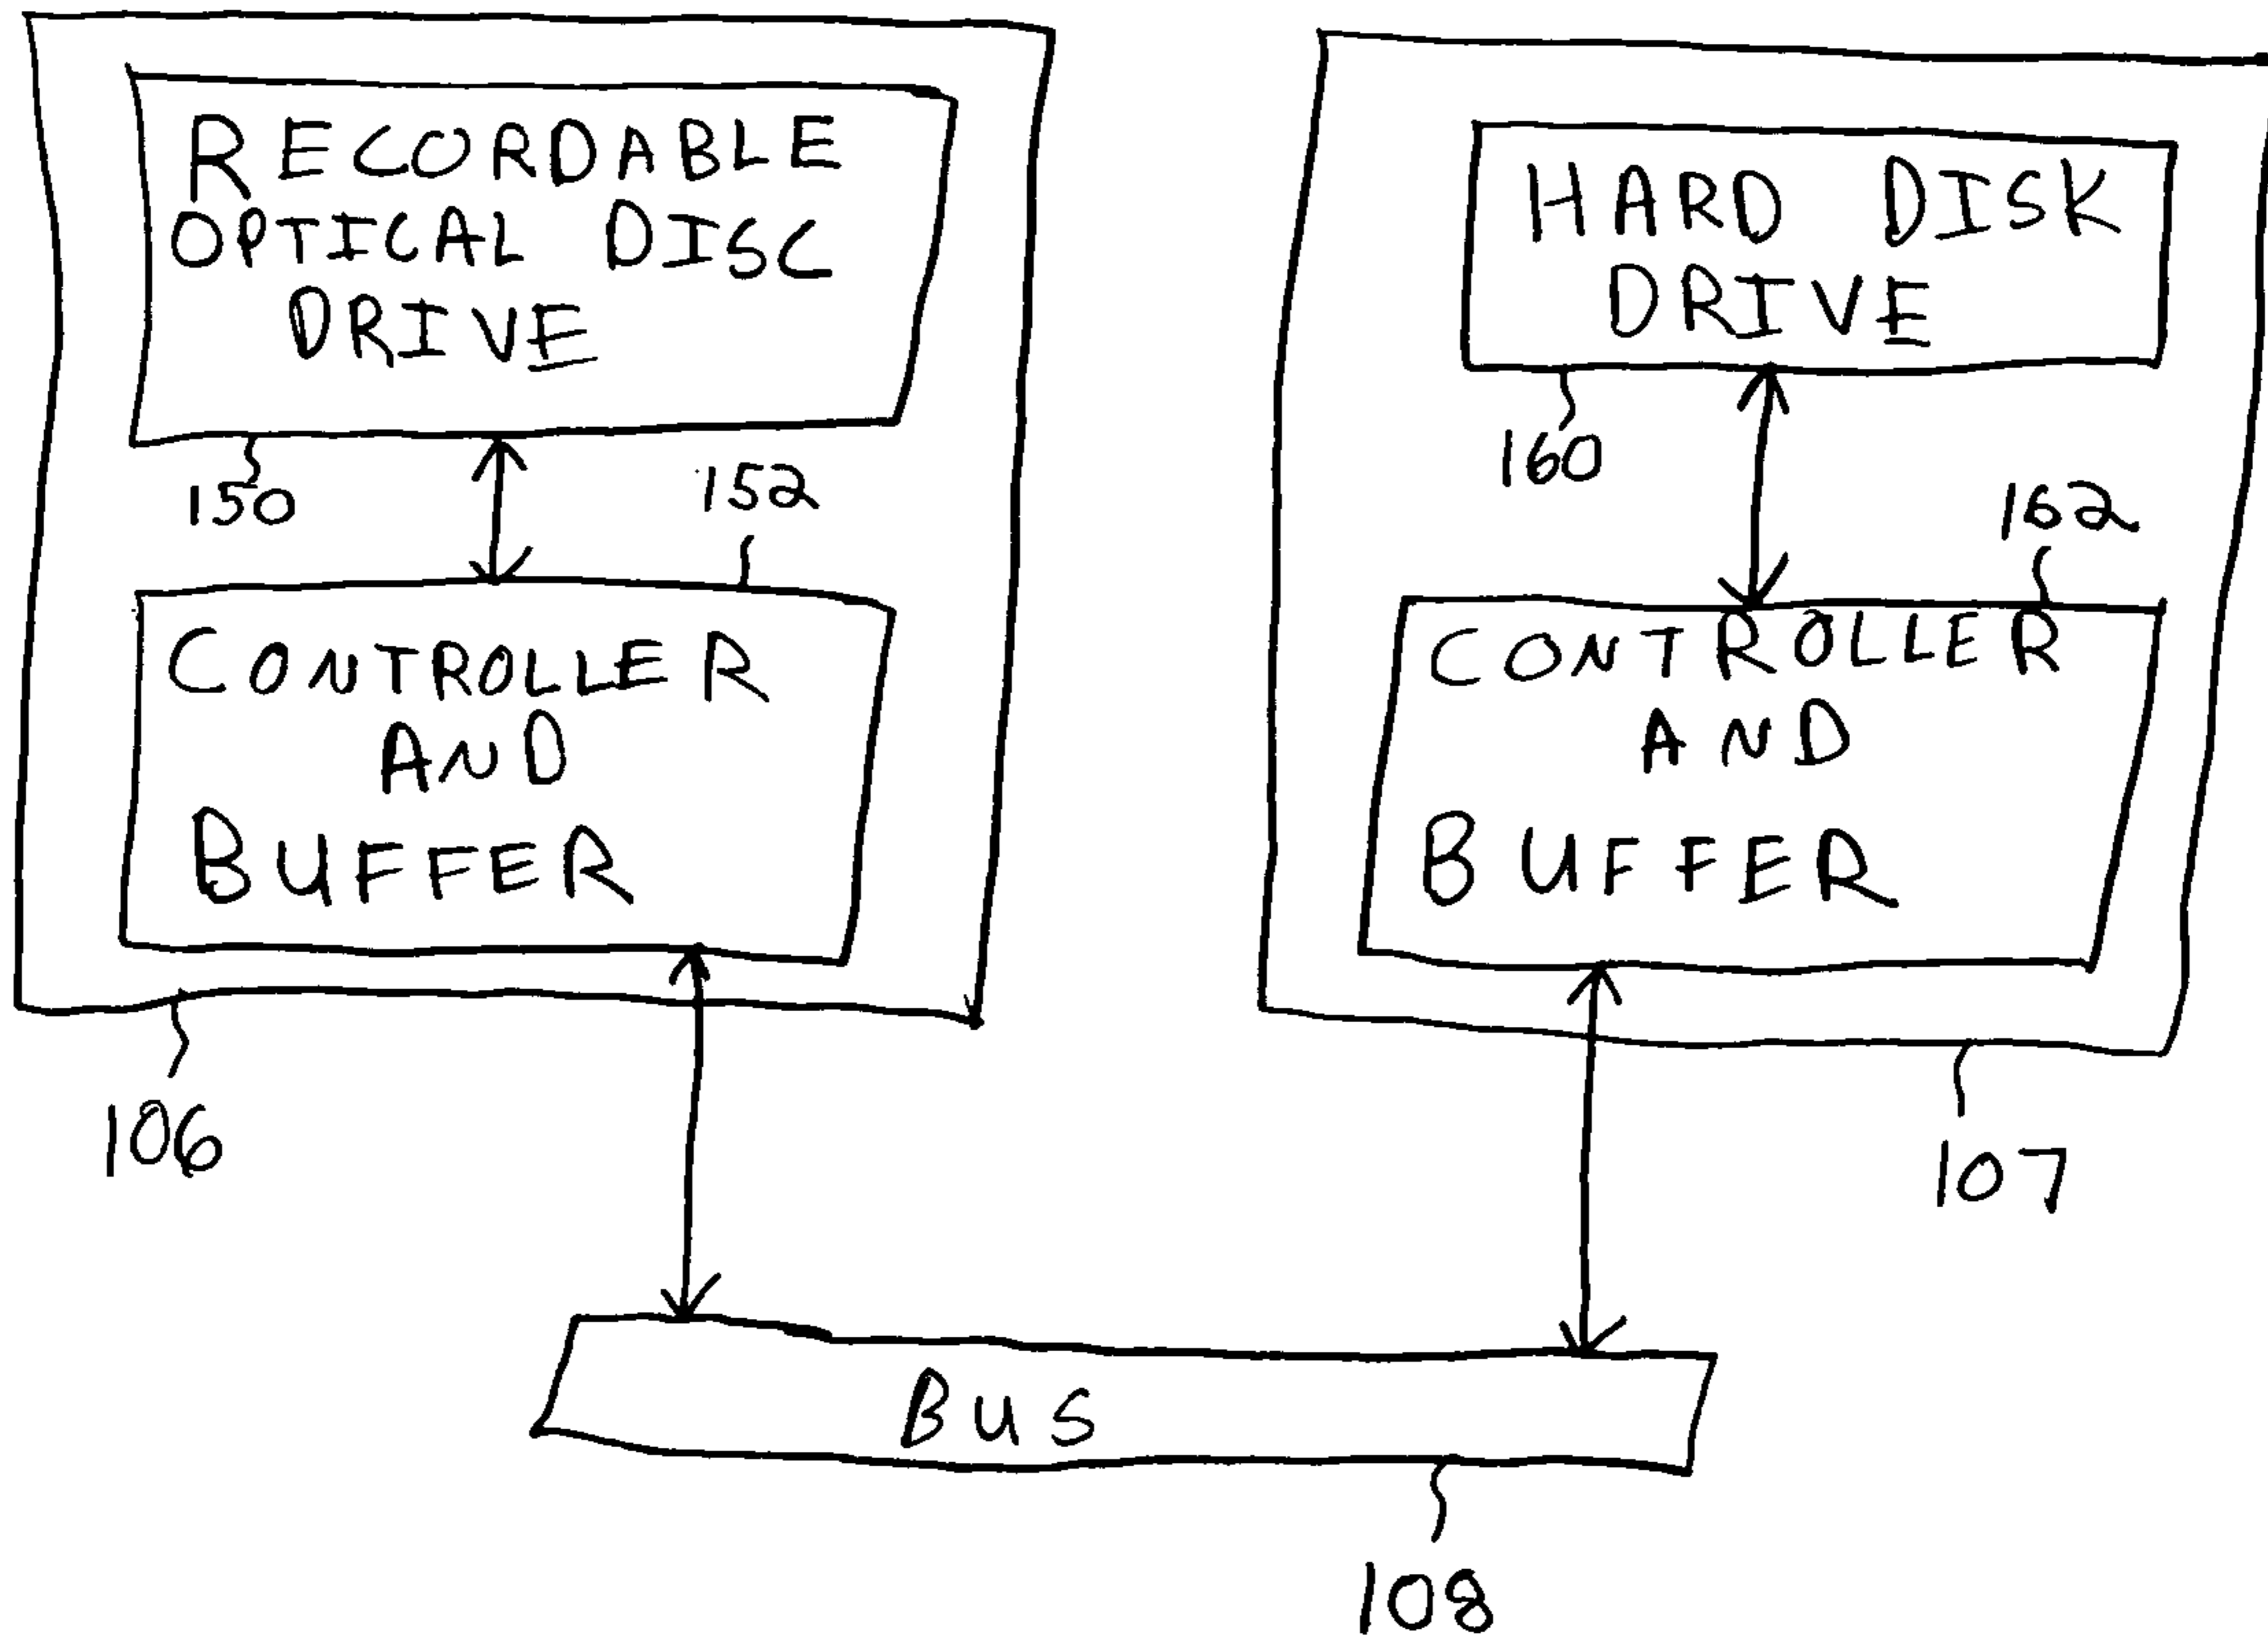 RECORDABLE
OPTICAL DISC
DRIVE
150
152
CONTROLLER
AND
BUFFER
106
HARD DISK
DRIVE
160
162
CONTROLLER
AND
BUFFER
107
BUS
108